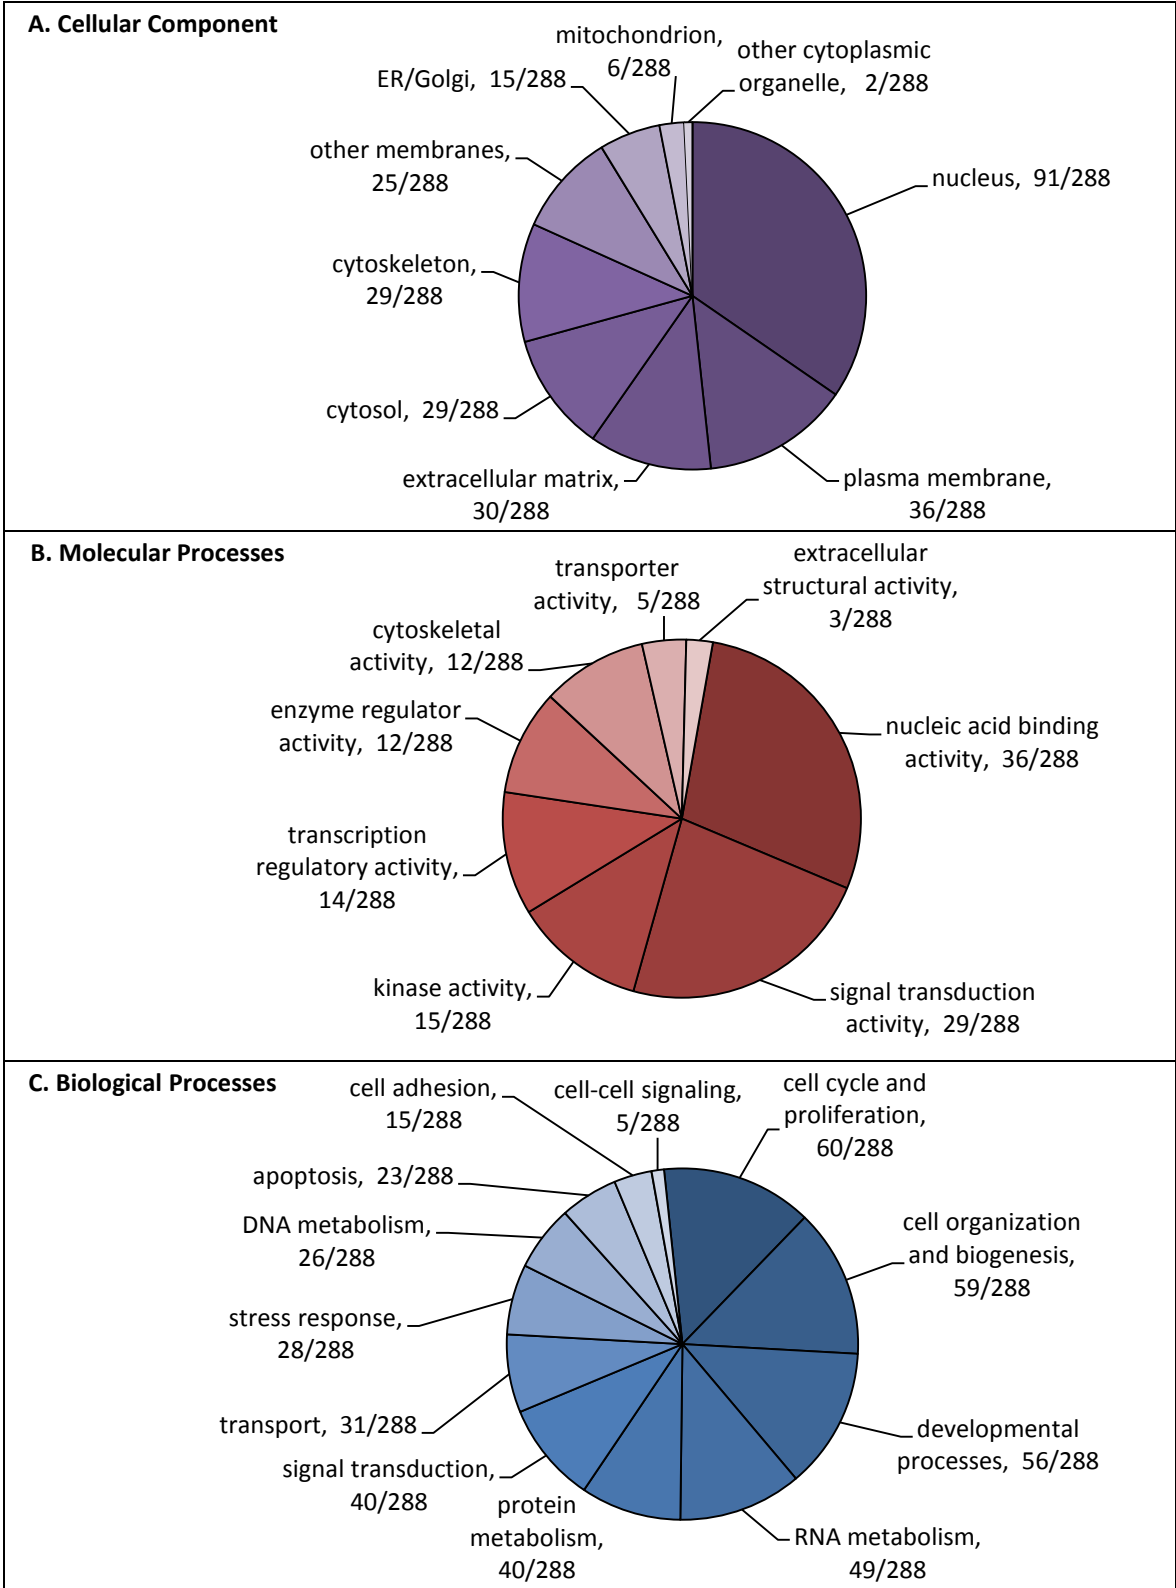 A. Cellular Component
mitochondrion,
6/288
other cytoplasmic
organelle, 2/288
ER/Golgi, 15/288
other membranes,
25/288
nucleus, 91/288
cytoskeleton,
29/288
cytosol, 29/288
extracellular matrix,
30/288
plasma membrane,
36/288
B. Molecular Processes
transporter
activity, 5/288
extracellular
structural activity,
3/288
cytoskeletal
activity, 12/288
enzyme regulator
activity, 12/288
nucleic acid binding
activity, 36/288
transcription
regulatory activity,
14/288
kinase activity,
15/288
signal transduction
activity, 29/288
C. Biological Processes
cell adhesion,
15/288
cell-cell signaling,
5/288
cell cycle and
proliferation,
60/288
apoptosis, 23/288
DNA metabolism,
26/288
cell organization
and biogenesis,
59/288
stress response,
28/288
transport, 31/288
developmental
processes, 56/288
signal transduction,
40/288
protein
metabolism,
40/288
RNA metabolism,
49/288